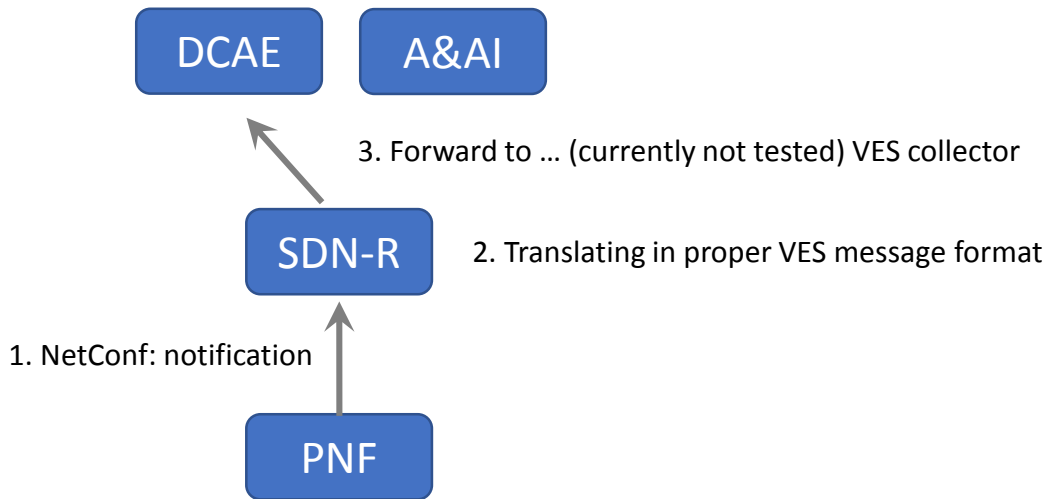 DCAE
A&AI
3. Forward to ... (currently not tested) VES collector
SDN-R
2. Translating in proper VES message format
1. NetConf: notification
PNF